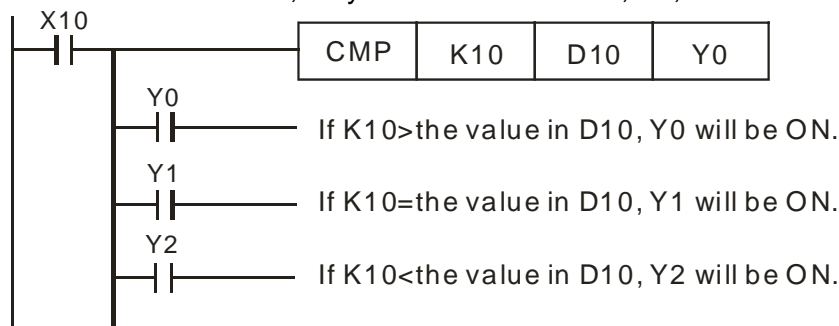 X10
CMP K10 D10 Y0
Y0
If K10>the value in D10, Y0 will be ON.
Y1
If K10=the value in D10, Y1 will be ON.
Y2
If K10<the value in D10, Y2 will be ON.